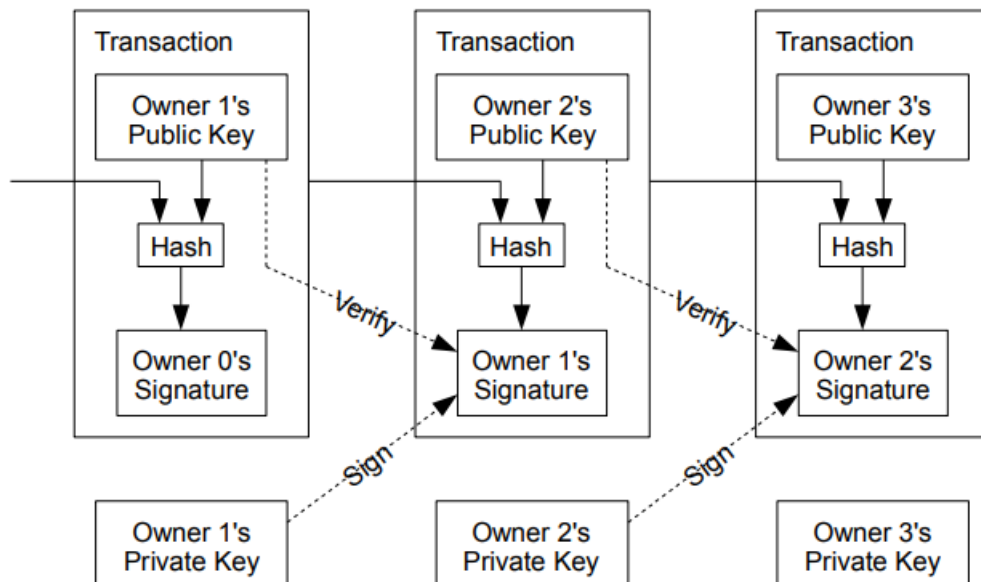 Transaction
Transaction
Transaction
Owner 1's
Public Key
Owner 2's
Public Key
Owner 3's
Public Key
Hash
Hash
Hash
Verify
Verify
Owner 0's
Signature
Owner 1's
Signature
Owner 2's
Signature
Sign
Sign
Owner 1's
Private Key
Owner 2's
Private Key
Owner 3's
Private Key